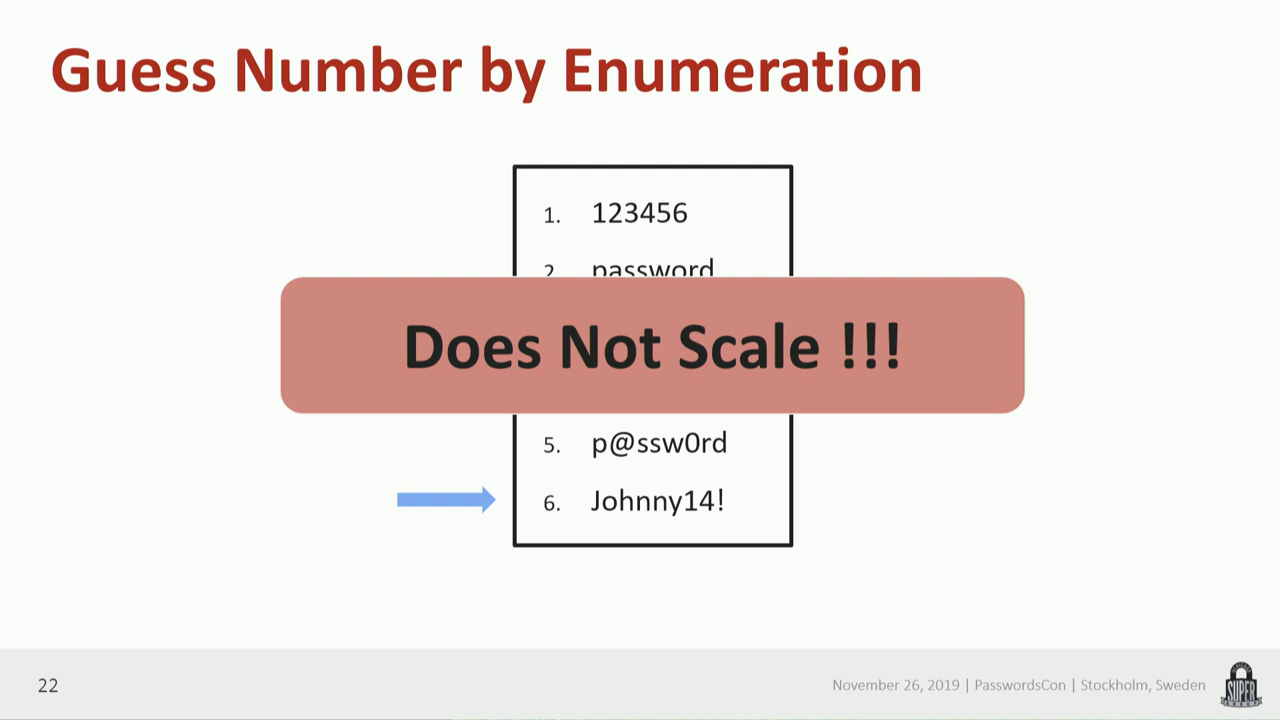 Guess Number by Enumeration
1. 123456
2. password
Does Not Scale !!!
5. p@ssw0rd
6. Johnny14!
22
November 26, 2019 | PasswordsCon | Stockholm, Sweden
SUPER